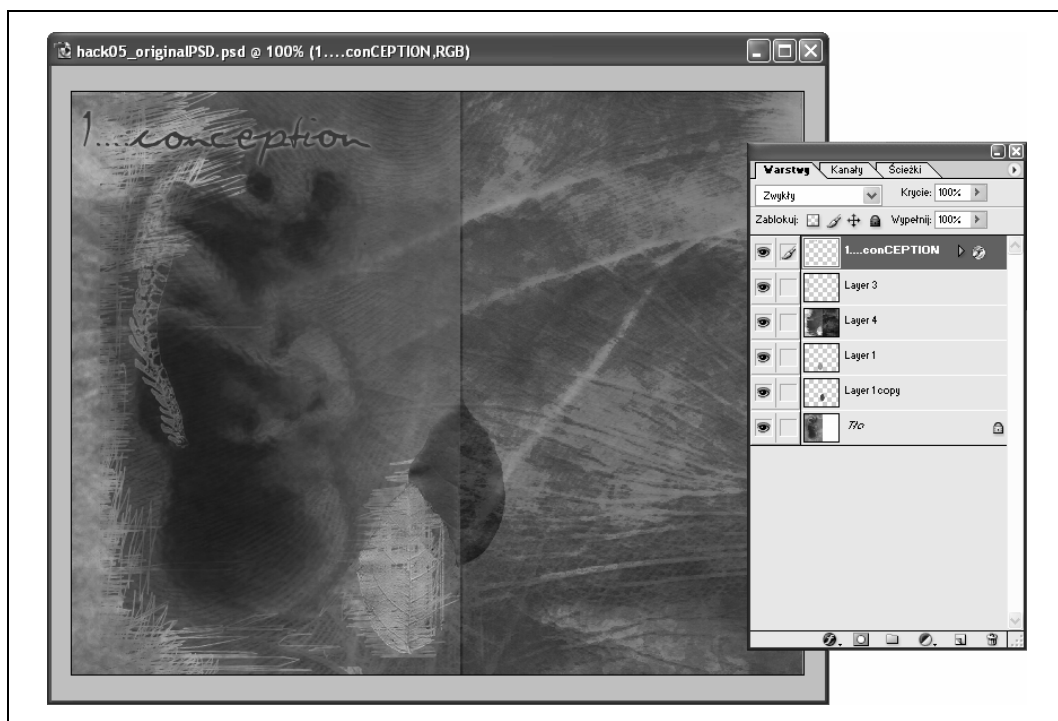 hack05_originalPSD.psd @ 100% (1....conCEPTION,RGB)
1....conception
Warstwy Kanały Ścieżki
Zwykły Krycie: 100%
Zablokuj: Wypełnij: 100%
1....conCEPTION
Layer 3
Layer 4
Layer 1
Layer 1 copy
Tło